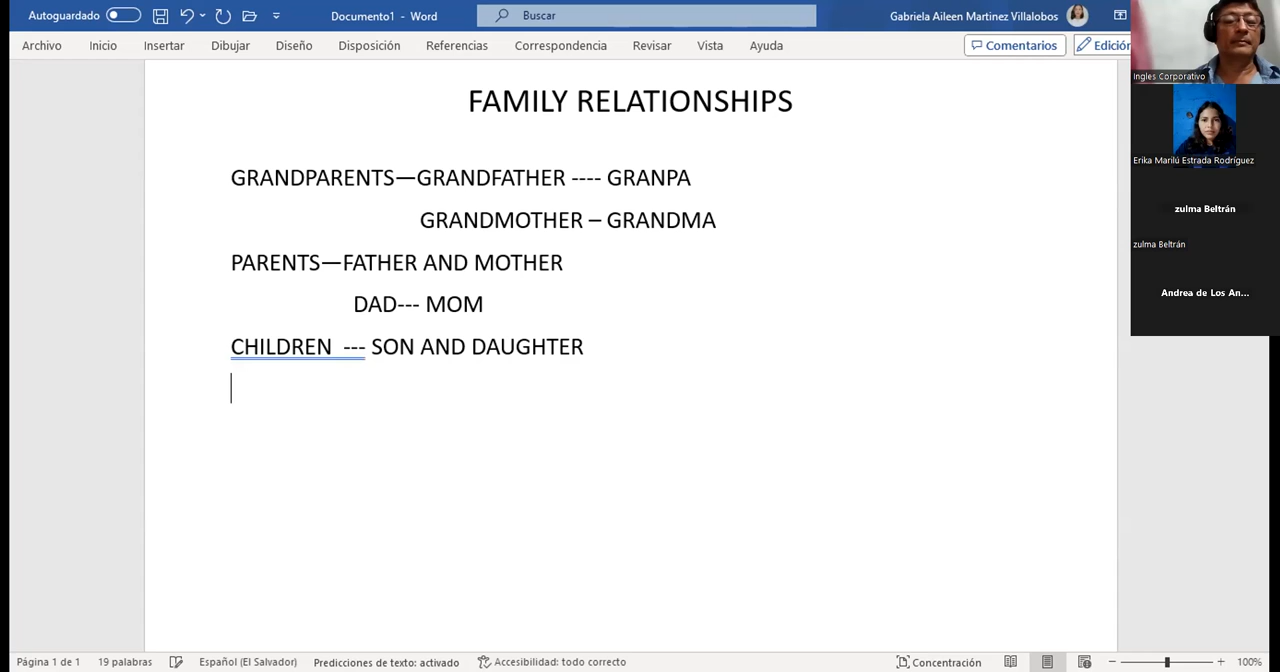 Autoguardado
Documento1 - Word
Buscar
Gabriela Aileen Martinez Villalobos
Archivo Inicio Insertar Dibujar Diseño Disposición Referencias Correspondencia Revisar Vista Ayuda
Comentarios
Edición
Ingles Corporativo
Erika Marilú Estrada Rodríguez
zulma Beltrán
zulma Beltrán
Andrea de Los An...
FAMILY RELATIONSHIPS
GRANDPARENTS—GRANDFATHER ---- GRANPA
GRANDMOTHER – GRANDMA
PARENTS—FATHER AND MOTHER
DAD--- MOM
CHILDREN --- SON AND DAUGHTER
Página 1 de 1 19 palabras Español (El Salvador) Predicciones de texto: activado Accesibilidad: todo correcto Concentración 100%